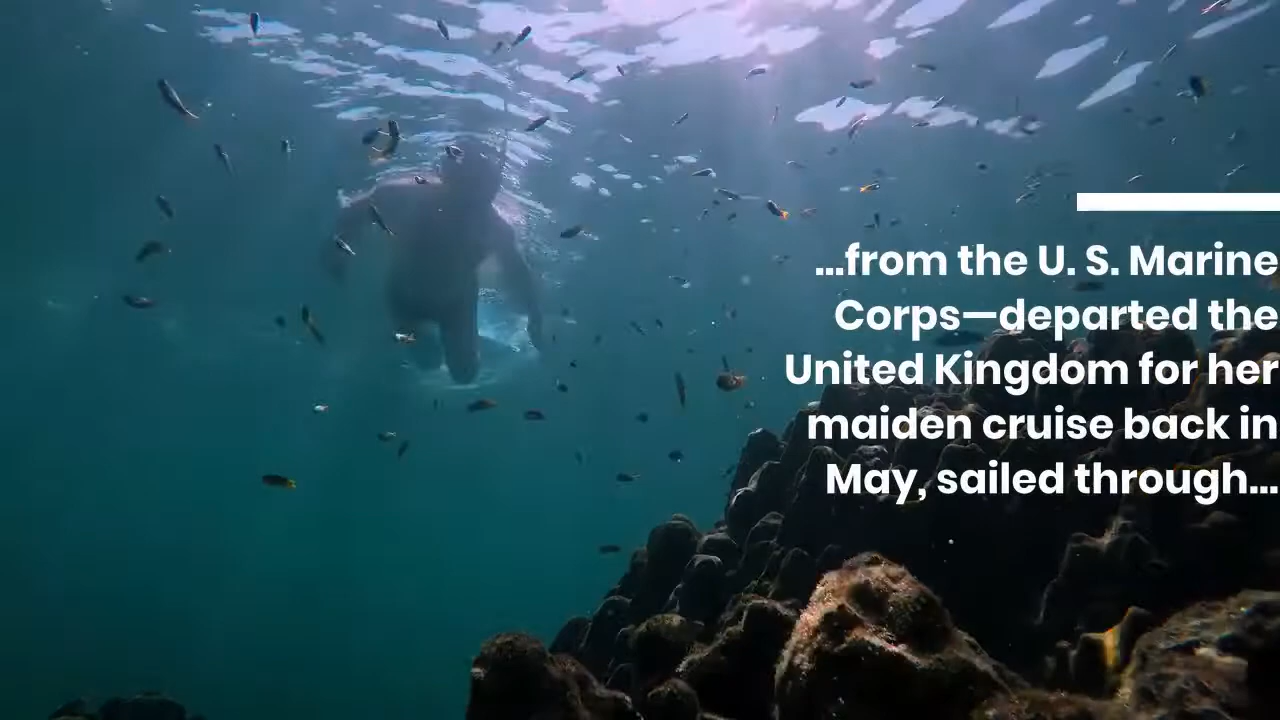 ...from the U. S. Marine
Corps—departed the
United Kingdom for her
maiden cruise back in
May, sailed through...